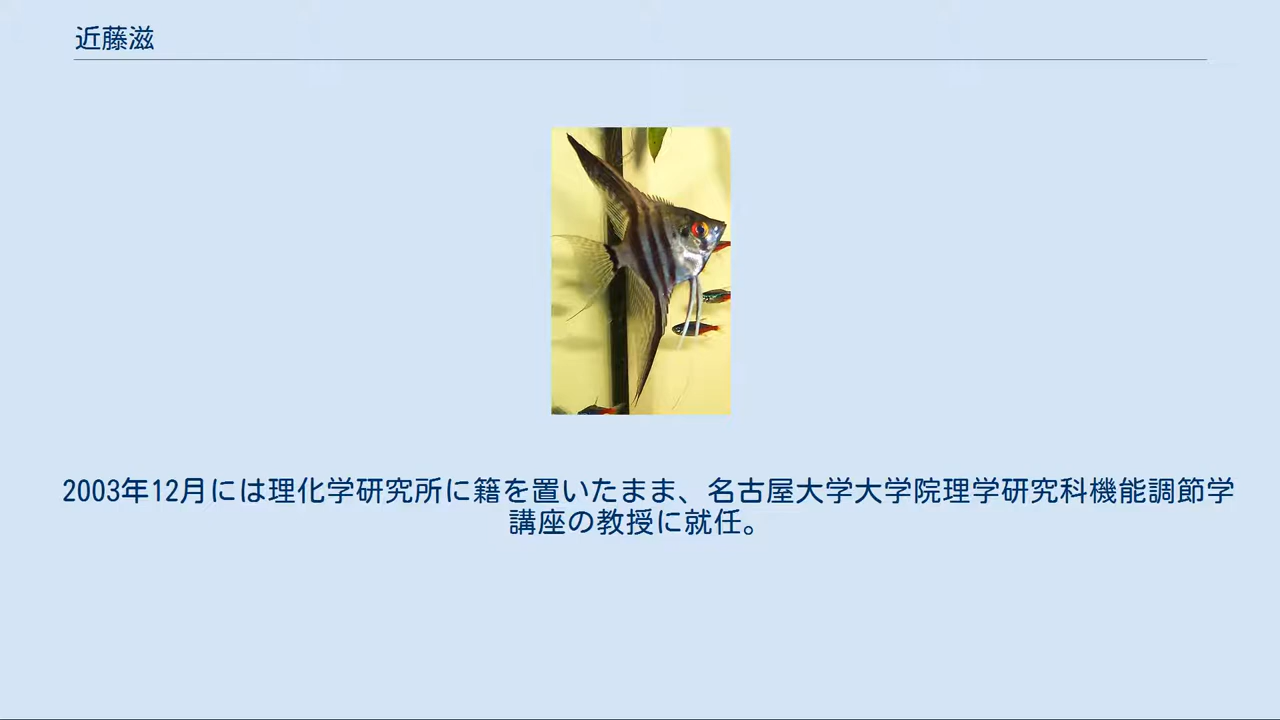 近藤滋
2003年12月には理化学研究所に籍を置いたまま、名古屋大学大学院理学研究科機能調節学
講座の教授に就任。